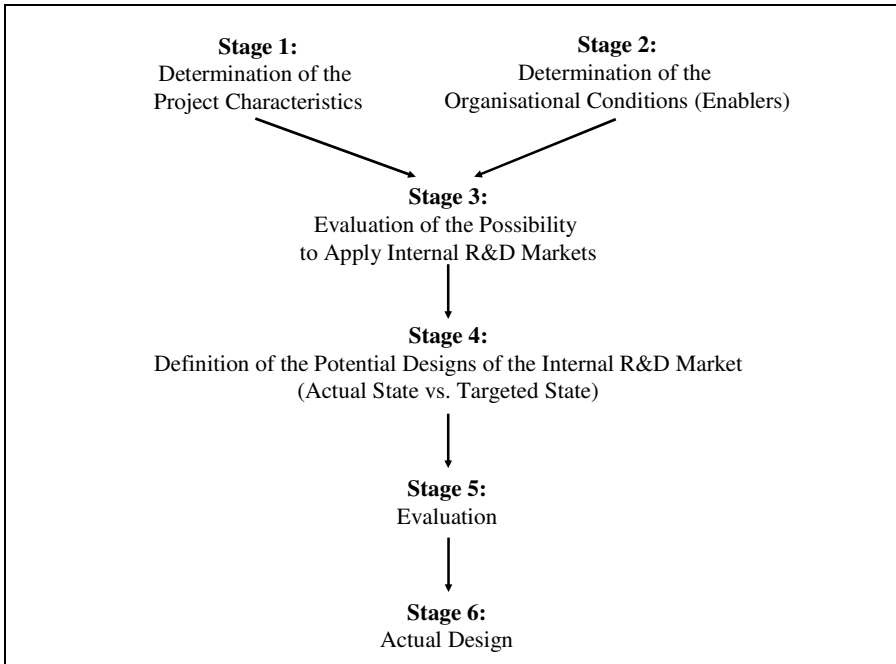 Stage 1:
Determination of the
Project Characteristics
Stage 2:
Determination of the
Organisational Conditions (Enablers)
Stage 3:
Evaluation of the Possibility
to Apply Internal R&D Markets
Stage 4:
Definition of the Potential Designs of the Internal R&D Market
(Actual State vs. Targeted State)
Stage 5:
Evaluation
Stage 6:
Actual Design